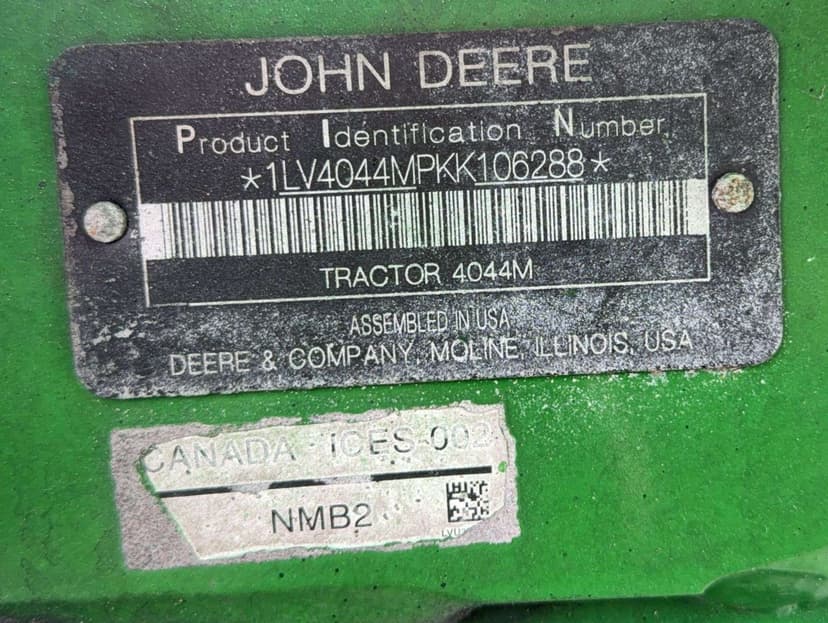 JOHN DEERE
Product Identification Number
*1LV4044MPKK106288*
TRACTOR 4044M
ASSEMBLED IN USA
DEERE & COMPANY, MOLINE, ILLINOIS, USA
CANADA ICES-002
NMB2